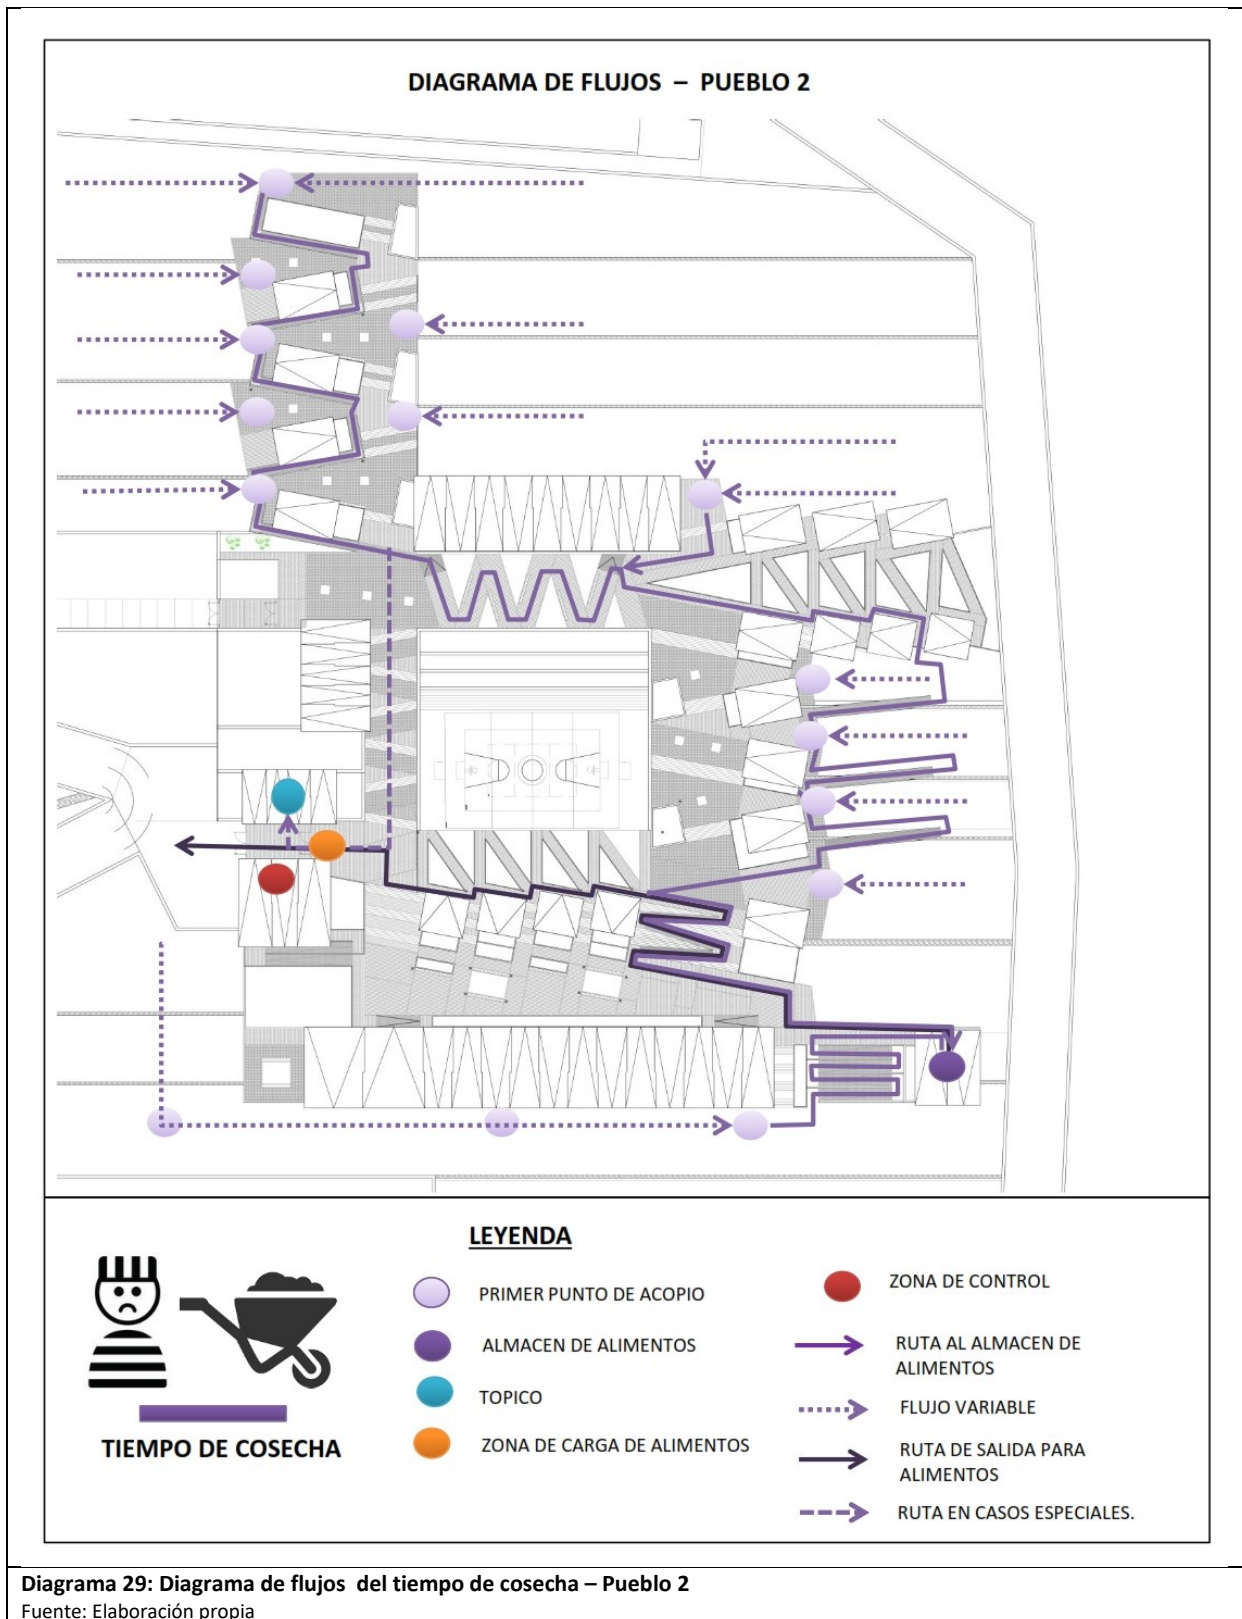 DIAGRAMA DE FLUJOS – PUEBLO 2
LEYENDA
PRIMER PUNTO DE ACOPIO
ALMACEN DE ALIMENTOS
TOPICO
ZONA DE CARGA DE ALIMENTOS
ZONA DE CONTROL
RUTA AL ALMACEN DE
ALIMENTOS
FLUJO VARIABLE
RUTA DE SALIDA PARA
ALIMENTOS
RUTA EN CASOS ESPECIALES.
TIEMPO DE COSECHA
Diagrama 29: Diagrama de flujos del tiempo de cosecha – Pueblo 2
Fuente: Elaboración propia